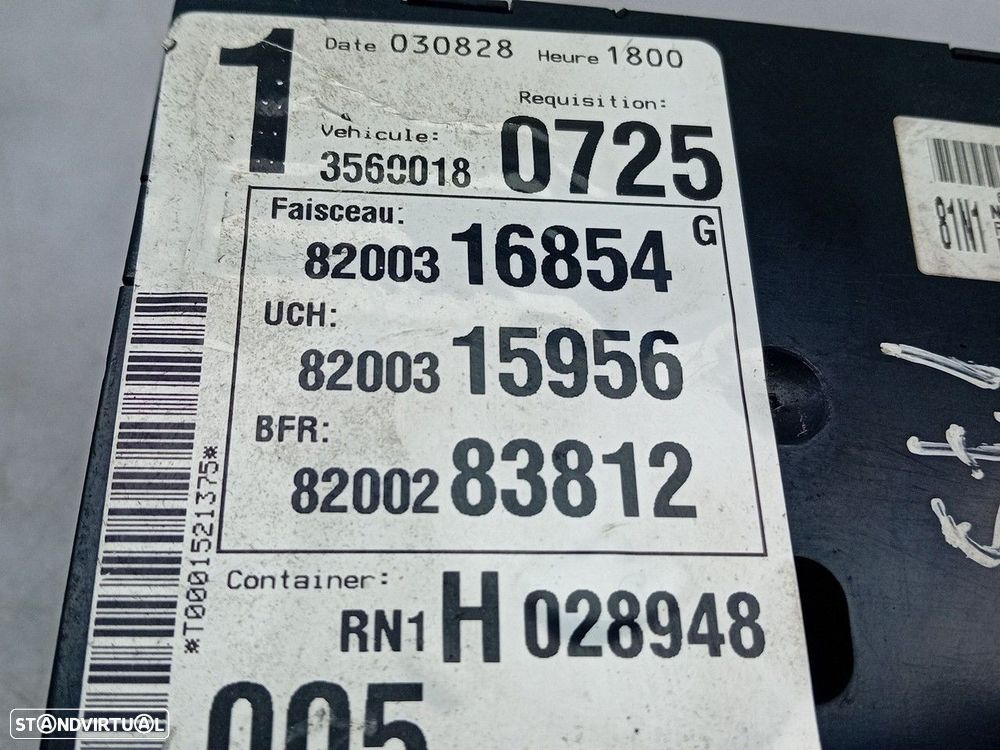 1
Date 030828 Heure 1800
Requisition:
Vehicule:
3560018 0725
Faisceau: G
82003 16854
UCH:
82003 15956
BFR:
82002 83812
Container:
RN1 H 028948
005
*T0001521375*
81N1
STANDVIRTUAL